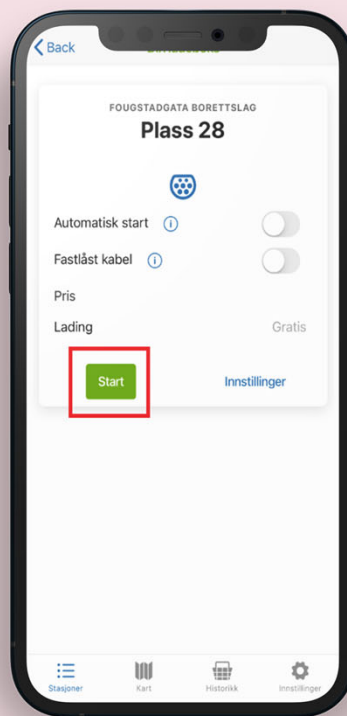 Back
FOUGSTADGATA BORETTSLAG
Plass 28
Automatisk start
Fastlåst kabel
Pris
Lading Gratis
Start Innstillinger
Stasjoner Kart Historikk Innstillinger